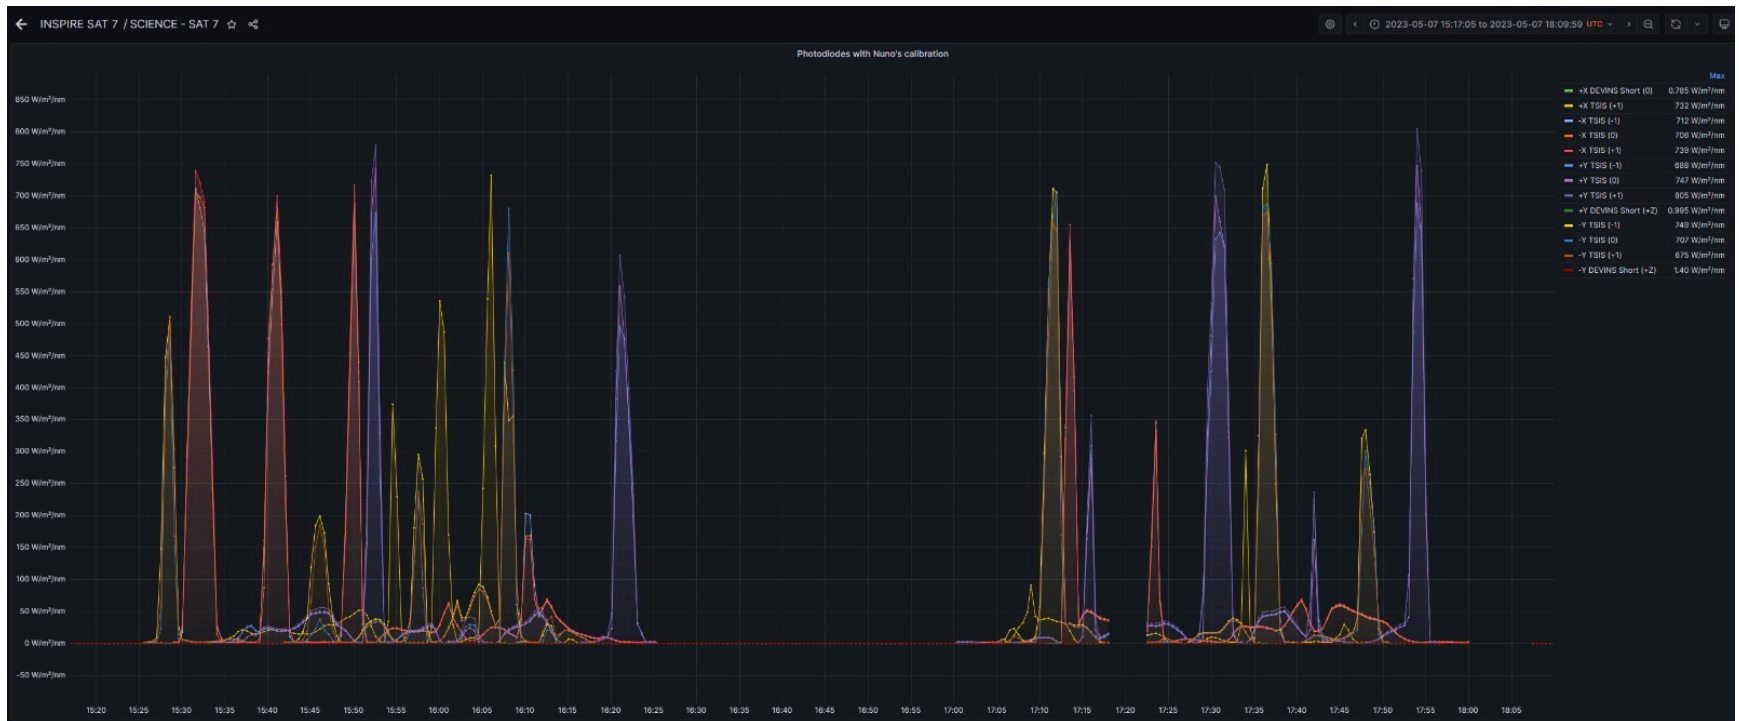 INSPIRE SAT 7 / SCIENCE - SAT 7
2023-05-07 15:17:05 to 2023-05-07 18:09:59 UTC
Photodiodes with Nuno's calibration
Max
+X DEVINS Short (0) 0.785 W/m²/nm
+X TSIS (+1) 732 W/m²/nm
-X TSIS (-1) 712 W/m²/nm
-X TSIS (0) 706 W/m²/nm
-X TSIS (+1) 739 W/m²/nm
+Y TSIS (-1) 688 W/m²/nm
+Y TSIS (0) 747 W/m²/nm
+Y TSIS (+1) 805 W/m²/nm
+Y DEVINS Short (+Z) 0.995 W/m²/nm
-Y TSIS (-1) 749 W/m²/nm
-Y TSIS (0) 707 W/m²/nm
-Y TSIS (+1) 675 W/m²/nm
-Y DEVINS Short (+Z) 1.40 W/m²/nm
850 W/m²/nm
800 W/m²/nm
750 W/m²/nm
700 W/m²/nm
650 W/m²/nm
600 W/m²/nm
550 W/m²/nm
500 W/m²/nm
450 W/m²/nm
400 W/m²/nm
350 W/m²/nm
300 W/m²/nm
250 W/m²/nm
200 W/m²/nm
150 W/m²/nm
100 W/m²/nm
50 W/m²/nm
0 W/m²/nm
-50 W/m²/nm
15:20 15:25 15:30 15:35 15:40 15:45 15:50 15:55 16:00 16:05 16:10 16:15 16:20 16:25 16:30 16:35 16:40 16:45 16:50 16:55 17:00 17:05 17:10 17:15 17:20 17:25 17:30 17:35 17:40 17:45 17:50 17:55 18:00 18:05